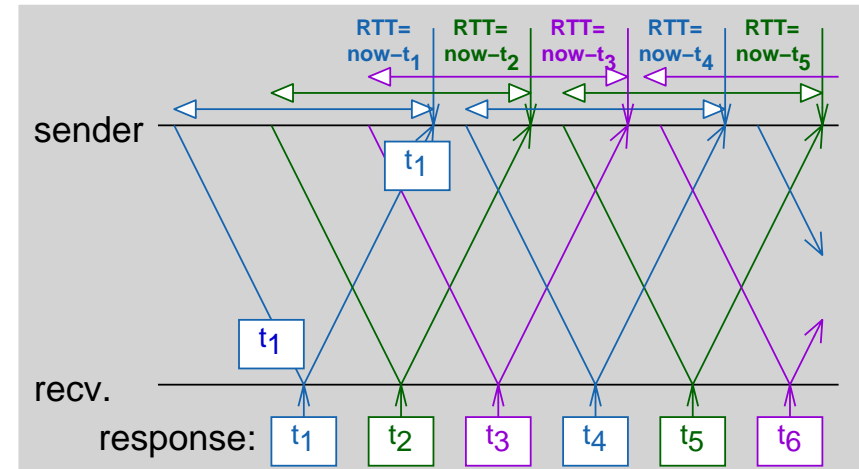 RTT= RTT= RTT= RTT= RTT=
now−t1 now−t2 now−t3 now−t4 now−t5
sender
t1
t1
recv.
response: t1 t2 t3 t4 t5 t6